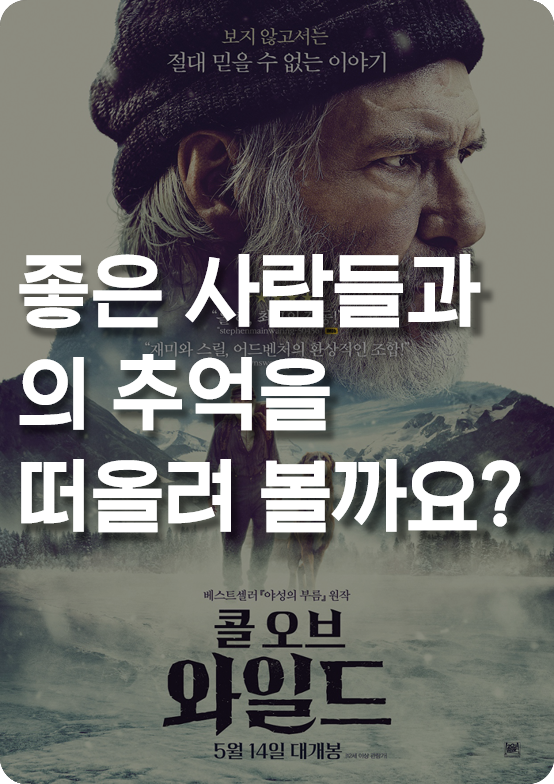 보지 않고서는
절대 믿을 수 없는 이야기
좋은 사람들과
"재미와 스릴, 어드벤처의 환상적인 조합!"
의 추억을
떠올려 볼까요?
베스트셀러『야성의 부름』원작
콜 오브
와일드
5월 14일 대개봉